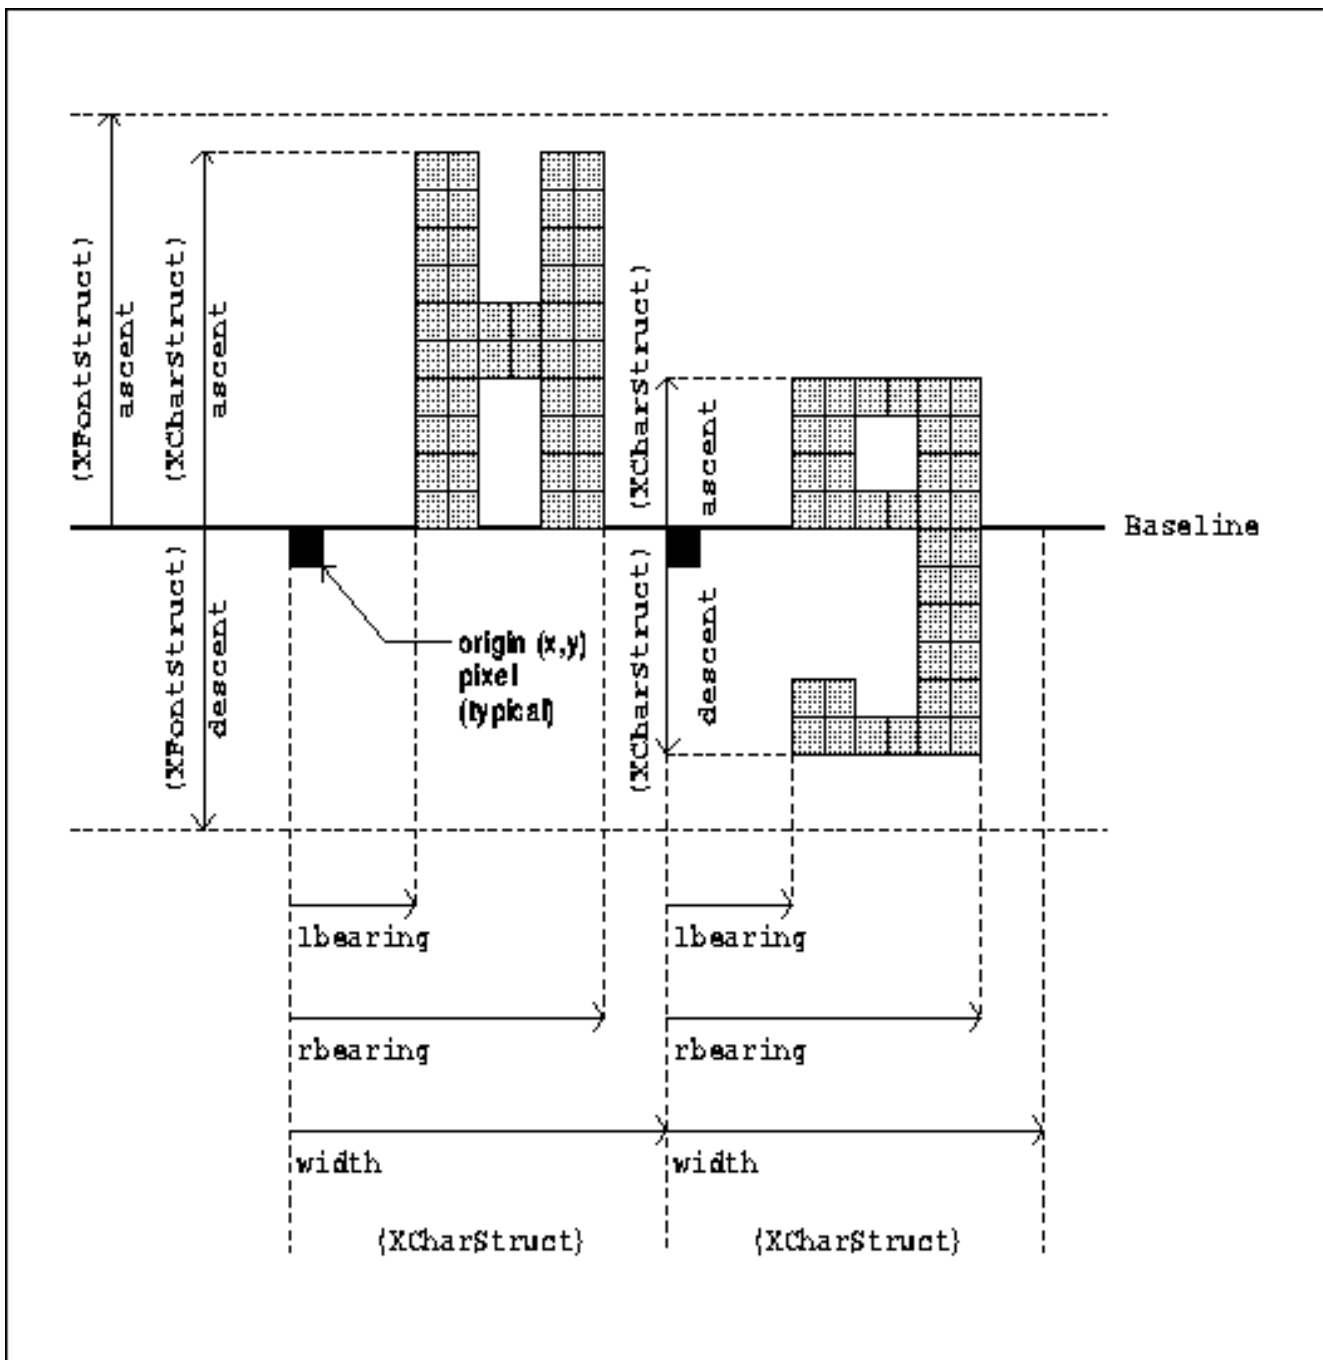 (XFontStruct)
ascent
(XCharStruct)
ascent
(XCharStruct)
ascent
Baseline
(XFontStruct)
descent
(XCharStruct)
descent
origin (x,y)
pixel
(typical)
lbearing
lbearing
rbearing
rbearing
width
width
{XCharStruct}
{XCharStruct}